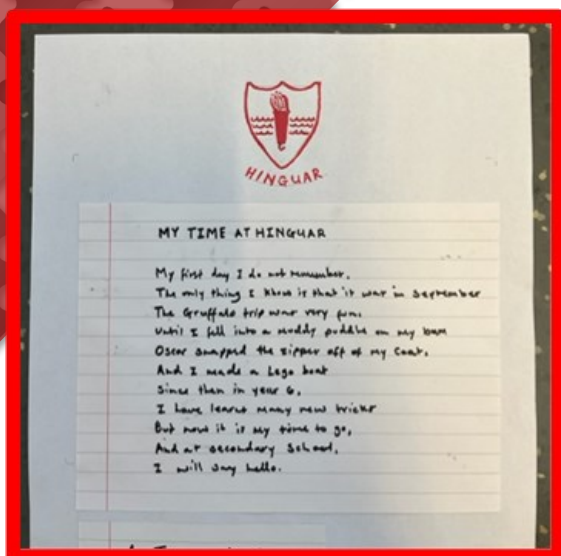 HINGUAR
MY TIME AT HINGUAR
My first day I do not remember.
The only thing I know is that it was in September
The Gruffalo trip was very fun.
Until I fell into a muddy puddle on my bum
Oscar snapped the zipper off of my Coat.
And I made a Lego boat
Since then in year 6,
I have learnt many new tricks
But now it is my time to go,
And at secondary School,
I will say hello.